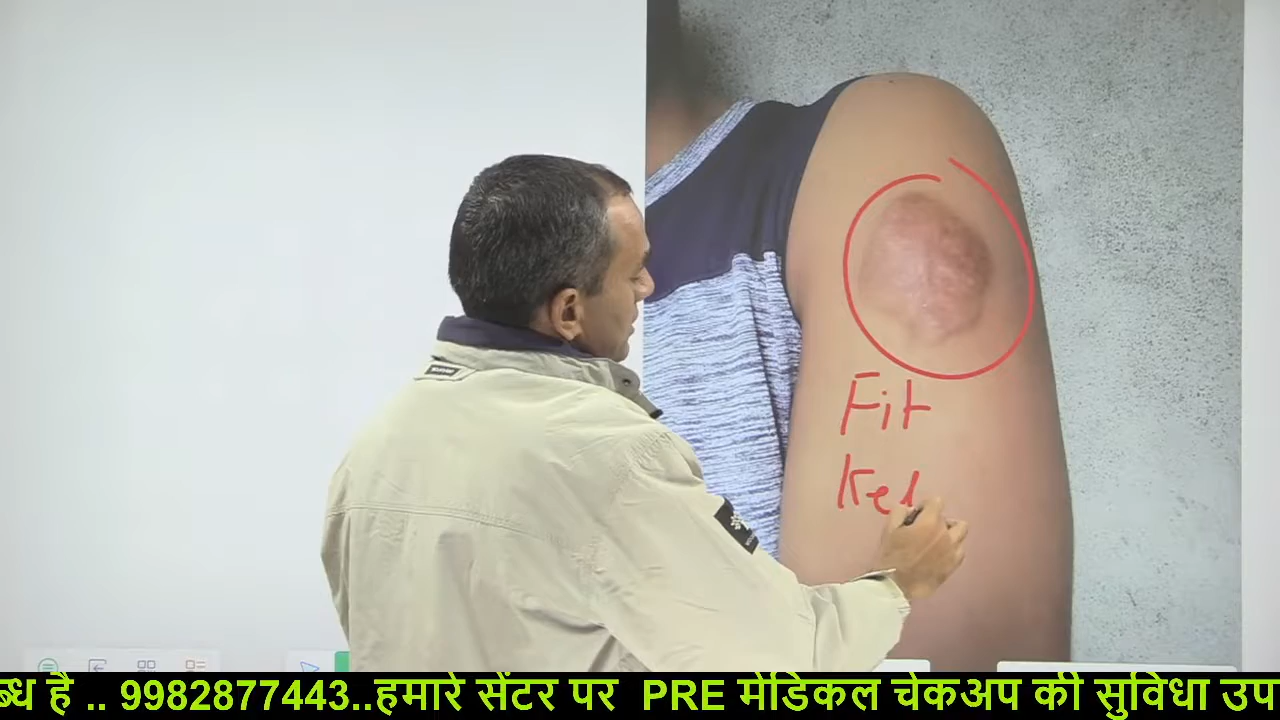 Fit
Kel
ब्ध है .. 9982877443..हमारे सेंटर पर PRE मेडिकल चेकअप की सुविधा उप